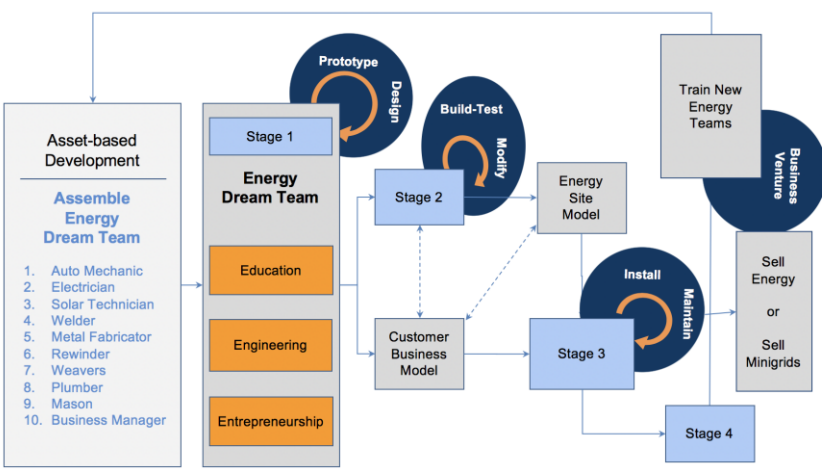 Asset-based
Development
Assemble
Energy
Dream Team
1. Auto Mechanic
2. Electrician
3. Solar Technician
4. Welder
5. Metal Fabricator
6. Rewinder
7. Weavers
8. Plumber
9. Mason
10. Business Manager
Stage 1
Energy
Dream Team
Education
Engineering
Entrepreneurship
Prototype
Design
Build-Test
Modify
Stage 2
Customer
Business
Model
Energy
Site
Model
Install
Maintain
Stage 3
Stage 4
Train New
Energy
Teams
Business
Venture
Sell
Energy
or
Sell
Minigrids